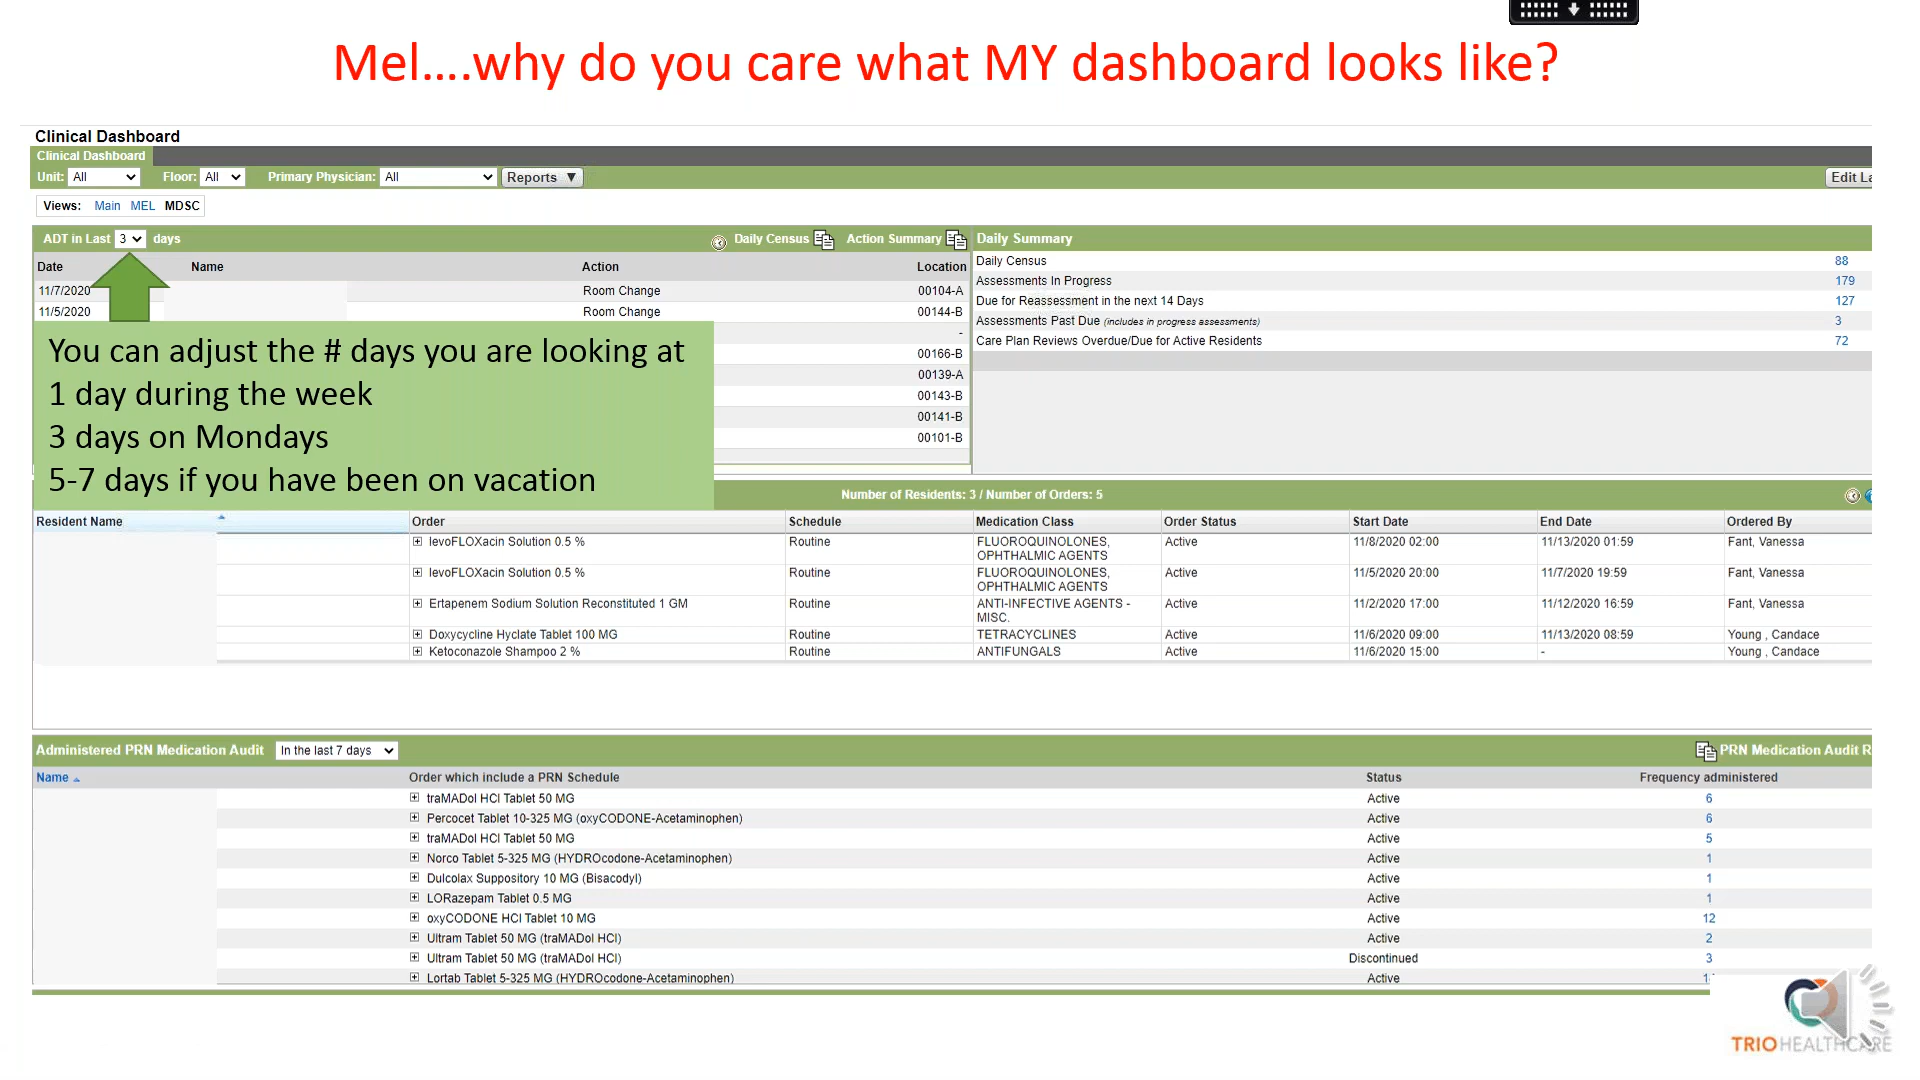 Mel....why do you care what MY dashboard looks like?
Clinical Dashboard
Clinical Dashboard
Unit: All Floor: All Primary Physician: All Reports ▼ Edit La
Views: Main MEL MDSC
ADT in Last 3 days Daily Census Action Summary
Date Name Action Location
11/7/2020 Room Change 00104-A
11/5/2020 Room Change 00144-B
-
00166-B
00139-A
00143-B
00141-B
00101-B
You can adjust the # days you are looking at
1 day during the week
3 days on Mondays
5-7 days if you have been on vacation
Daily Summary
Daily Census 88
Assessments In Progress 179
Due for Reassessment in the next 14 Days 127
Assessments Past Due (includes in progress assessments) 3
Care Plan Reviews Overdue/Due for Active Residents 72
Number of Residents: 3 / Number of Orders: 5
Resident Name Order Schedule Medication Class Order Status Start Date End Date Ordered By
levoFLOXacin Solution 0.5 % Routine FLUOROQUINOLONES, Active 11/8/2020 02:00 11/13/2020 01:59 Fant, Vanessa
OPHTHALMIC AGENTS
levoFLOXacin Solution 0.5 % Routine FLUOROQUINOLONES, Active 11/5/2020 20:00 11/7/2020 19:59 Fant, Vanessa
OPHTHALMIC AGENTS
Ertapenem Sodium Solution Reconstituted 1 GM Routine ANTI-INFECTIVE AGENTS - Active 11/2/2020 17:00 11/12/2020 16:59 Fant, Vanessa
MISC.
Doxycycline Hyclate Tablet 100 MG Routine TETRACYCLINES Active 11/6/2020 09:00 11/13/2020 08:59 Young , Candace
Ketoconazole Shampoo 2 % Routine ANTIFUNGALS Active 11/6/2020 15:00 - Young , Candace
Administered PRN Medication Audit In the last 7 days PRN Medication Audit R
Name Order which include a PRN Schedule Status Frequency administered
traMADol HCl Tablet 50 MG Active 6
Percocet Tablet 10-325 MG (oxyCODONE-Acetaminophen) Active 6
traMADol HCl Tablet 50 MG Active 5
Norco Tablet 5-325 MG (HYDROcodone-Acetaminophen) Active 1
Dulcolax Suppository 10 MG (Bisacodyl) Active 1
LORazepam Tablet 0.5 MG Active 1
oxyCODONE HCl Tablet 10 MG Active 12
Ultram Tablet 50 MG (traMADol HCl) Active 2
Ultram Tablet 50 MG (traMADol HCl) Discontinued 3
Lortab Tablet 5-325 MG (HYDROcodone-Acetaminophen) Active
TRIOHEALTHCARE